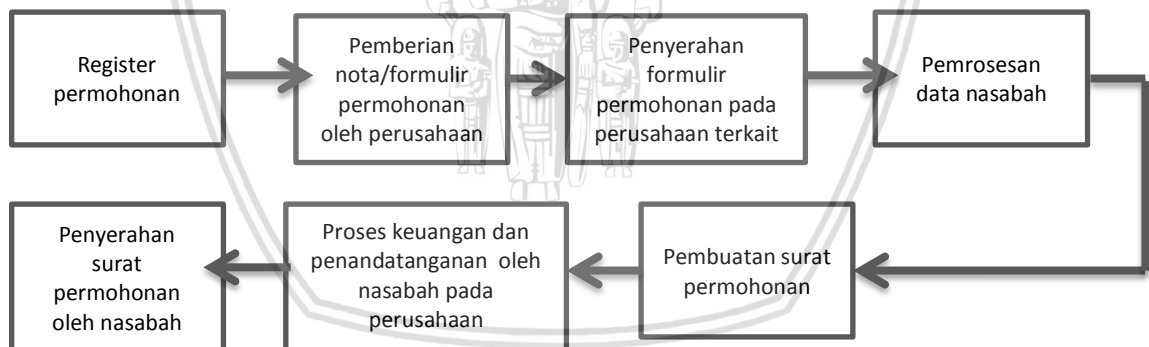 Register
permohonan
Pemberian
nota/formulir
permohonan
oleh perusahaan
Penyerahan
formulir
permohonan pada
perusahaan terkait
Pemrosesan
data nasabah
Pembuatan surat
permohonan
Proses keuangan dan
penandatanganan oleh
nasabah pada
perusahaan
Penyerahan
surat
permohonan
oleh nasabah